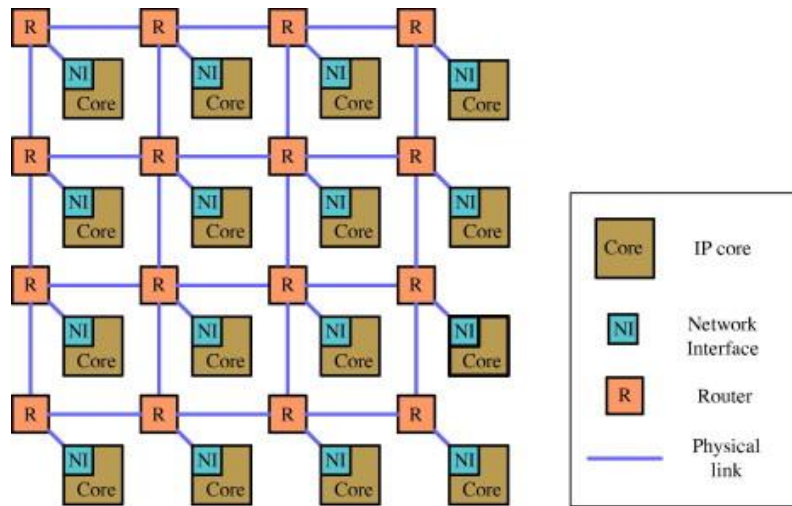 R R R R
NI NI NI NI
Core Core Core Core
R R R R
NI NI NI NI
Core Core Core Core
R R R R
NI NI NI NI
Core Core Core Core
R R R R
NI NI NI NI
Core Core Core Core
Core IP core
NI Network
Interface
R Router
Physical
link